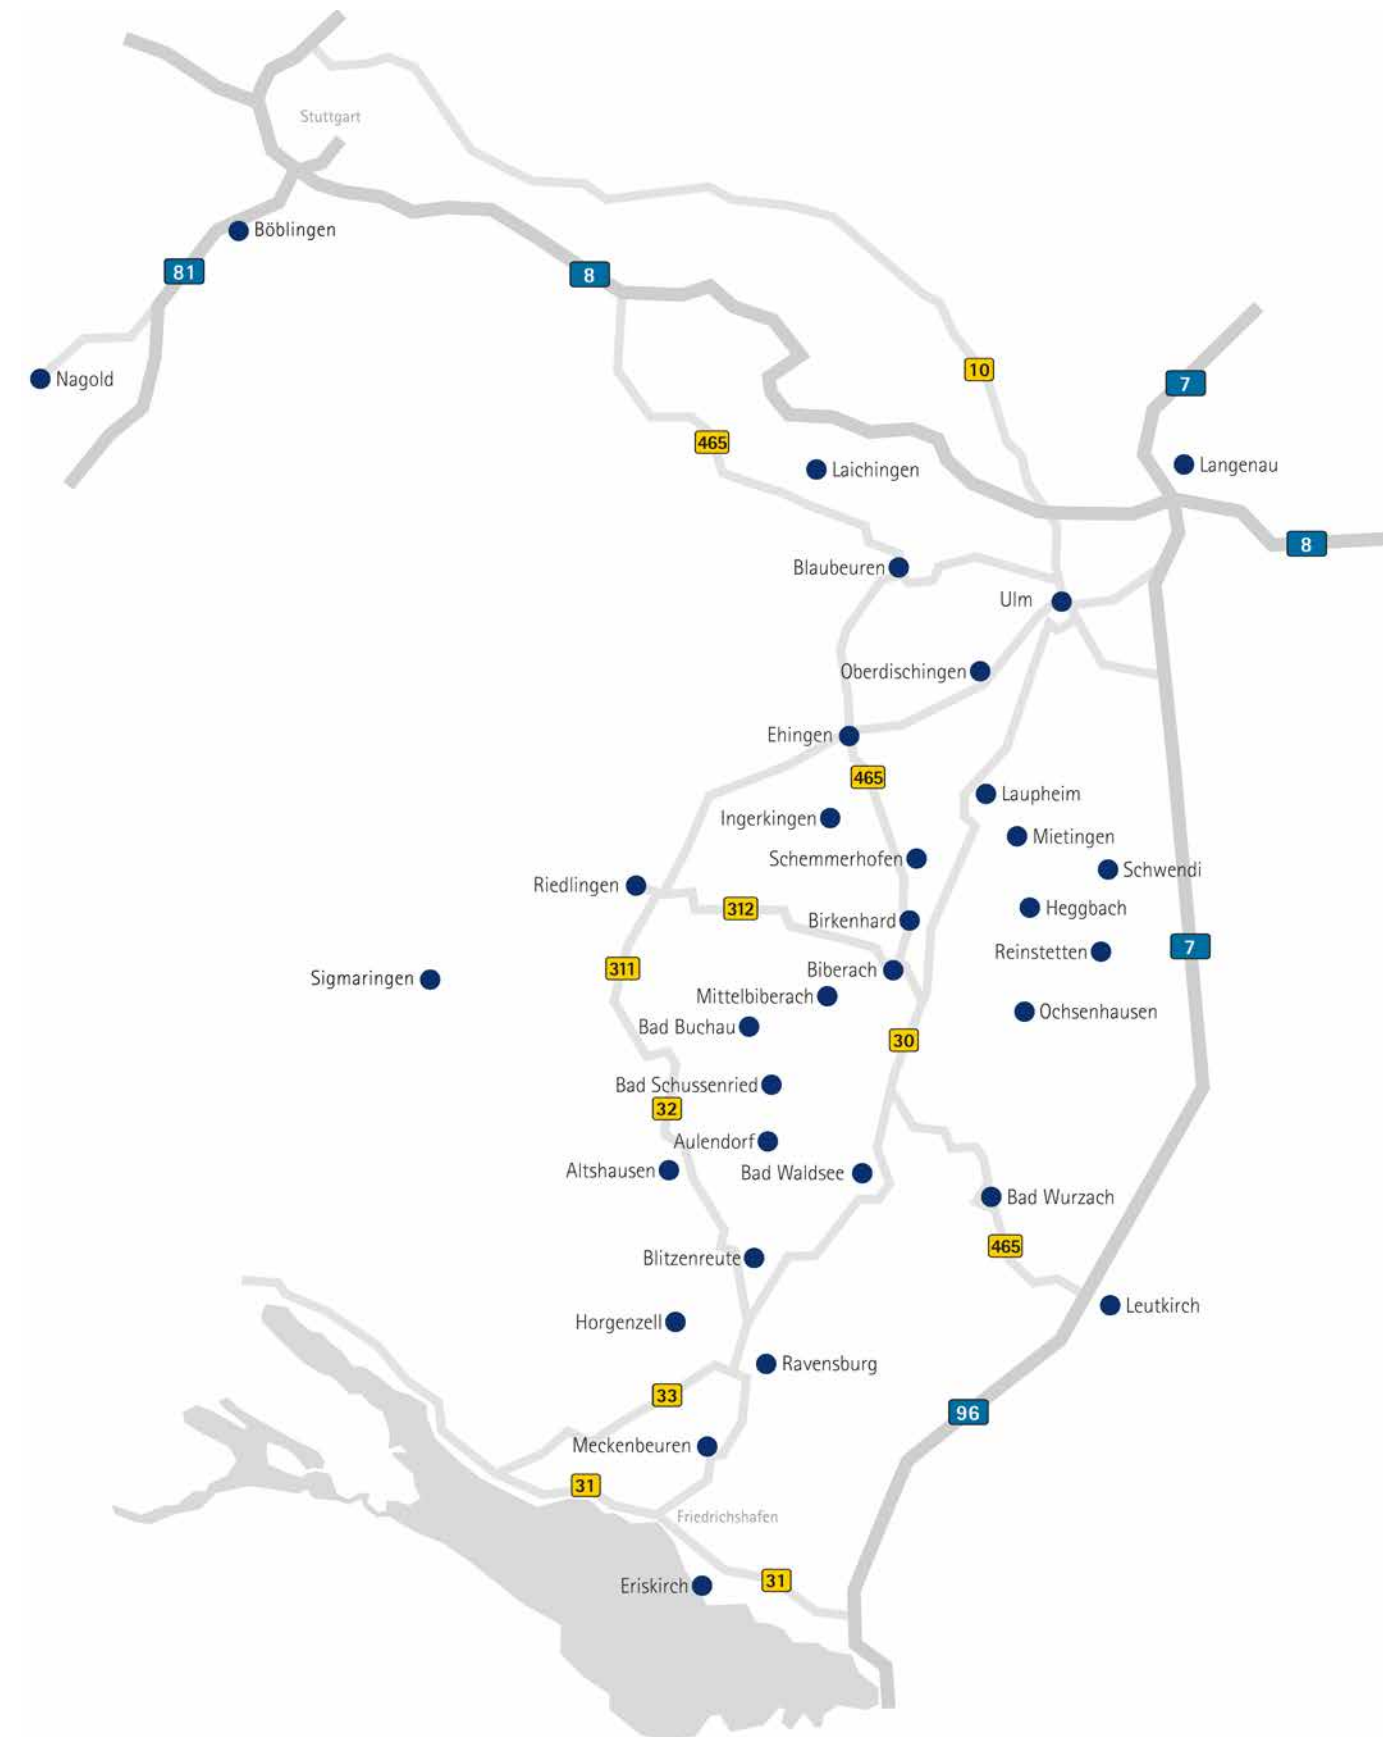 Stuttgart
Böblingen
81
8
10
Nagold
7
465
Laichingen
Langenau
8
Blaubeuren
Ulm
Oberdischingen
Ehingen
465
Laupheim
Ingerkingen
Mietingen
Schemmerhofen
Schwendi
Riedlingen
312
Heggbach
Birkenhard
7
Reinstetten
311
Biberach
Sigmaringen
Mittelbiberach
Ochsenhausen
Bad Buchau
30
Bad Schussenried
32
Aulendorf
Altshausen
Bad Waldsee
Bad Wurzach
465
Blitzenreute
Leutkirch
Horgenzell
Ravensburg
33
96
Meckenbeuren
31
Friedrichshafen
31
Eriskirch